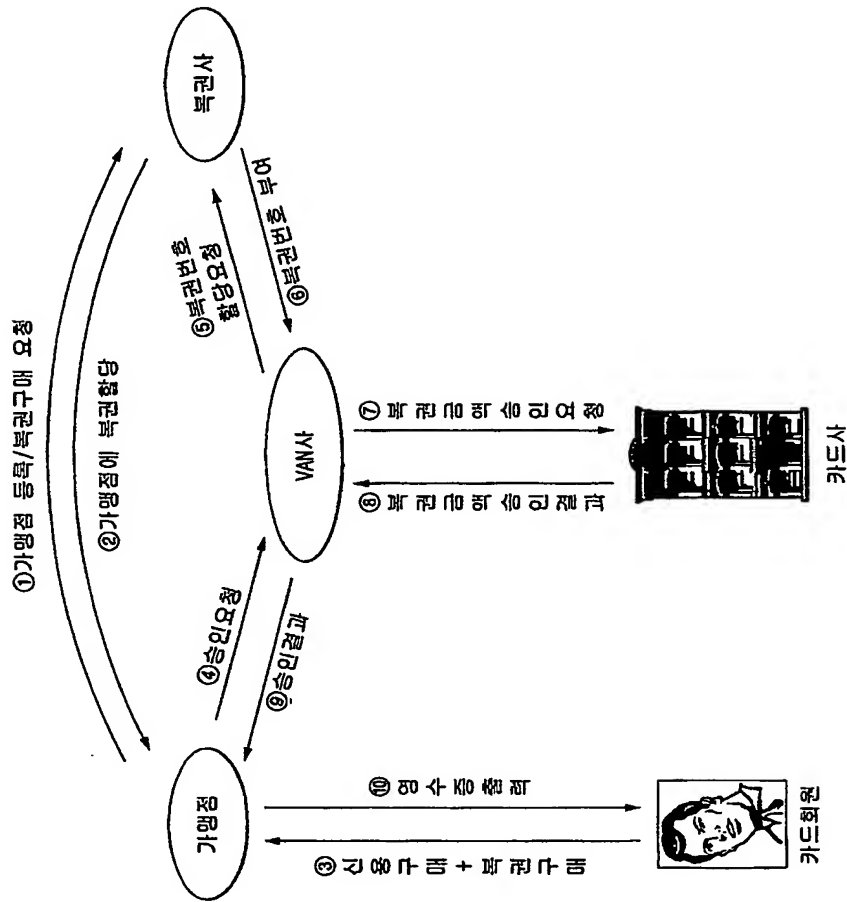 ①가맹점 등록/복권구매 요청
②가맹점에 복권할당
복권사
⑤복권번호
할당요청
⑥복권번호 부여
VAN사
④승인요청
⑨승인결과
가맹점
⑦복권금액승인요청
⑧복권금액승인결과
카드사
⑩영수증출력
③신용구매+복권구매
카드회원